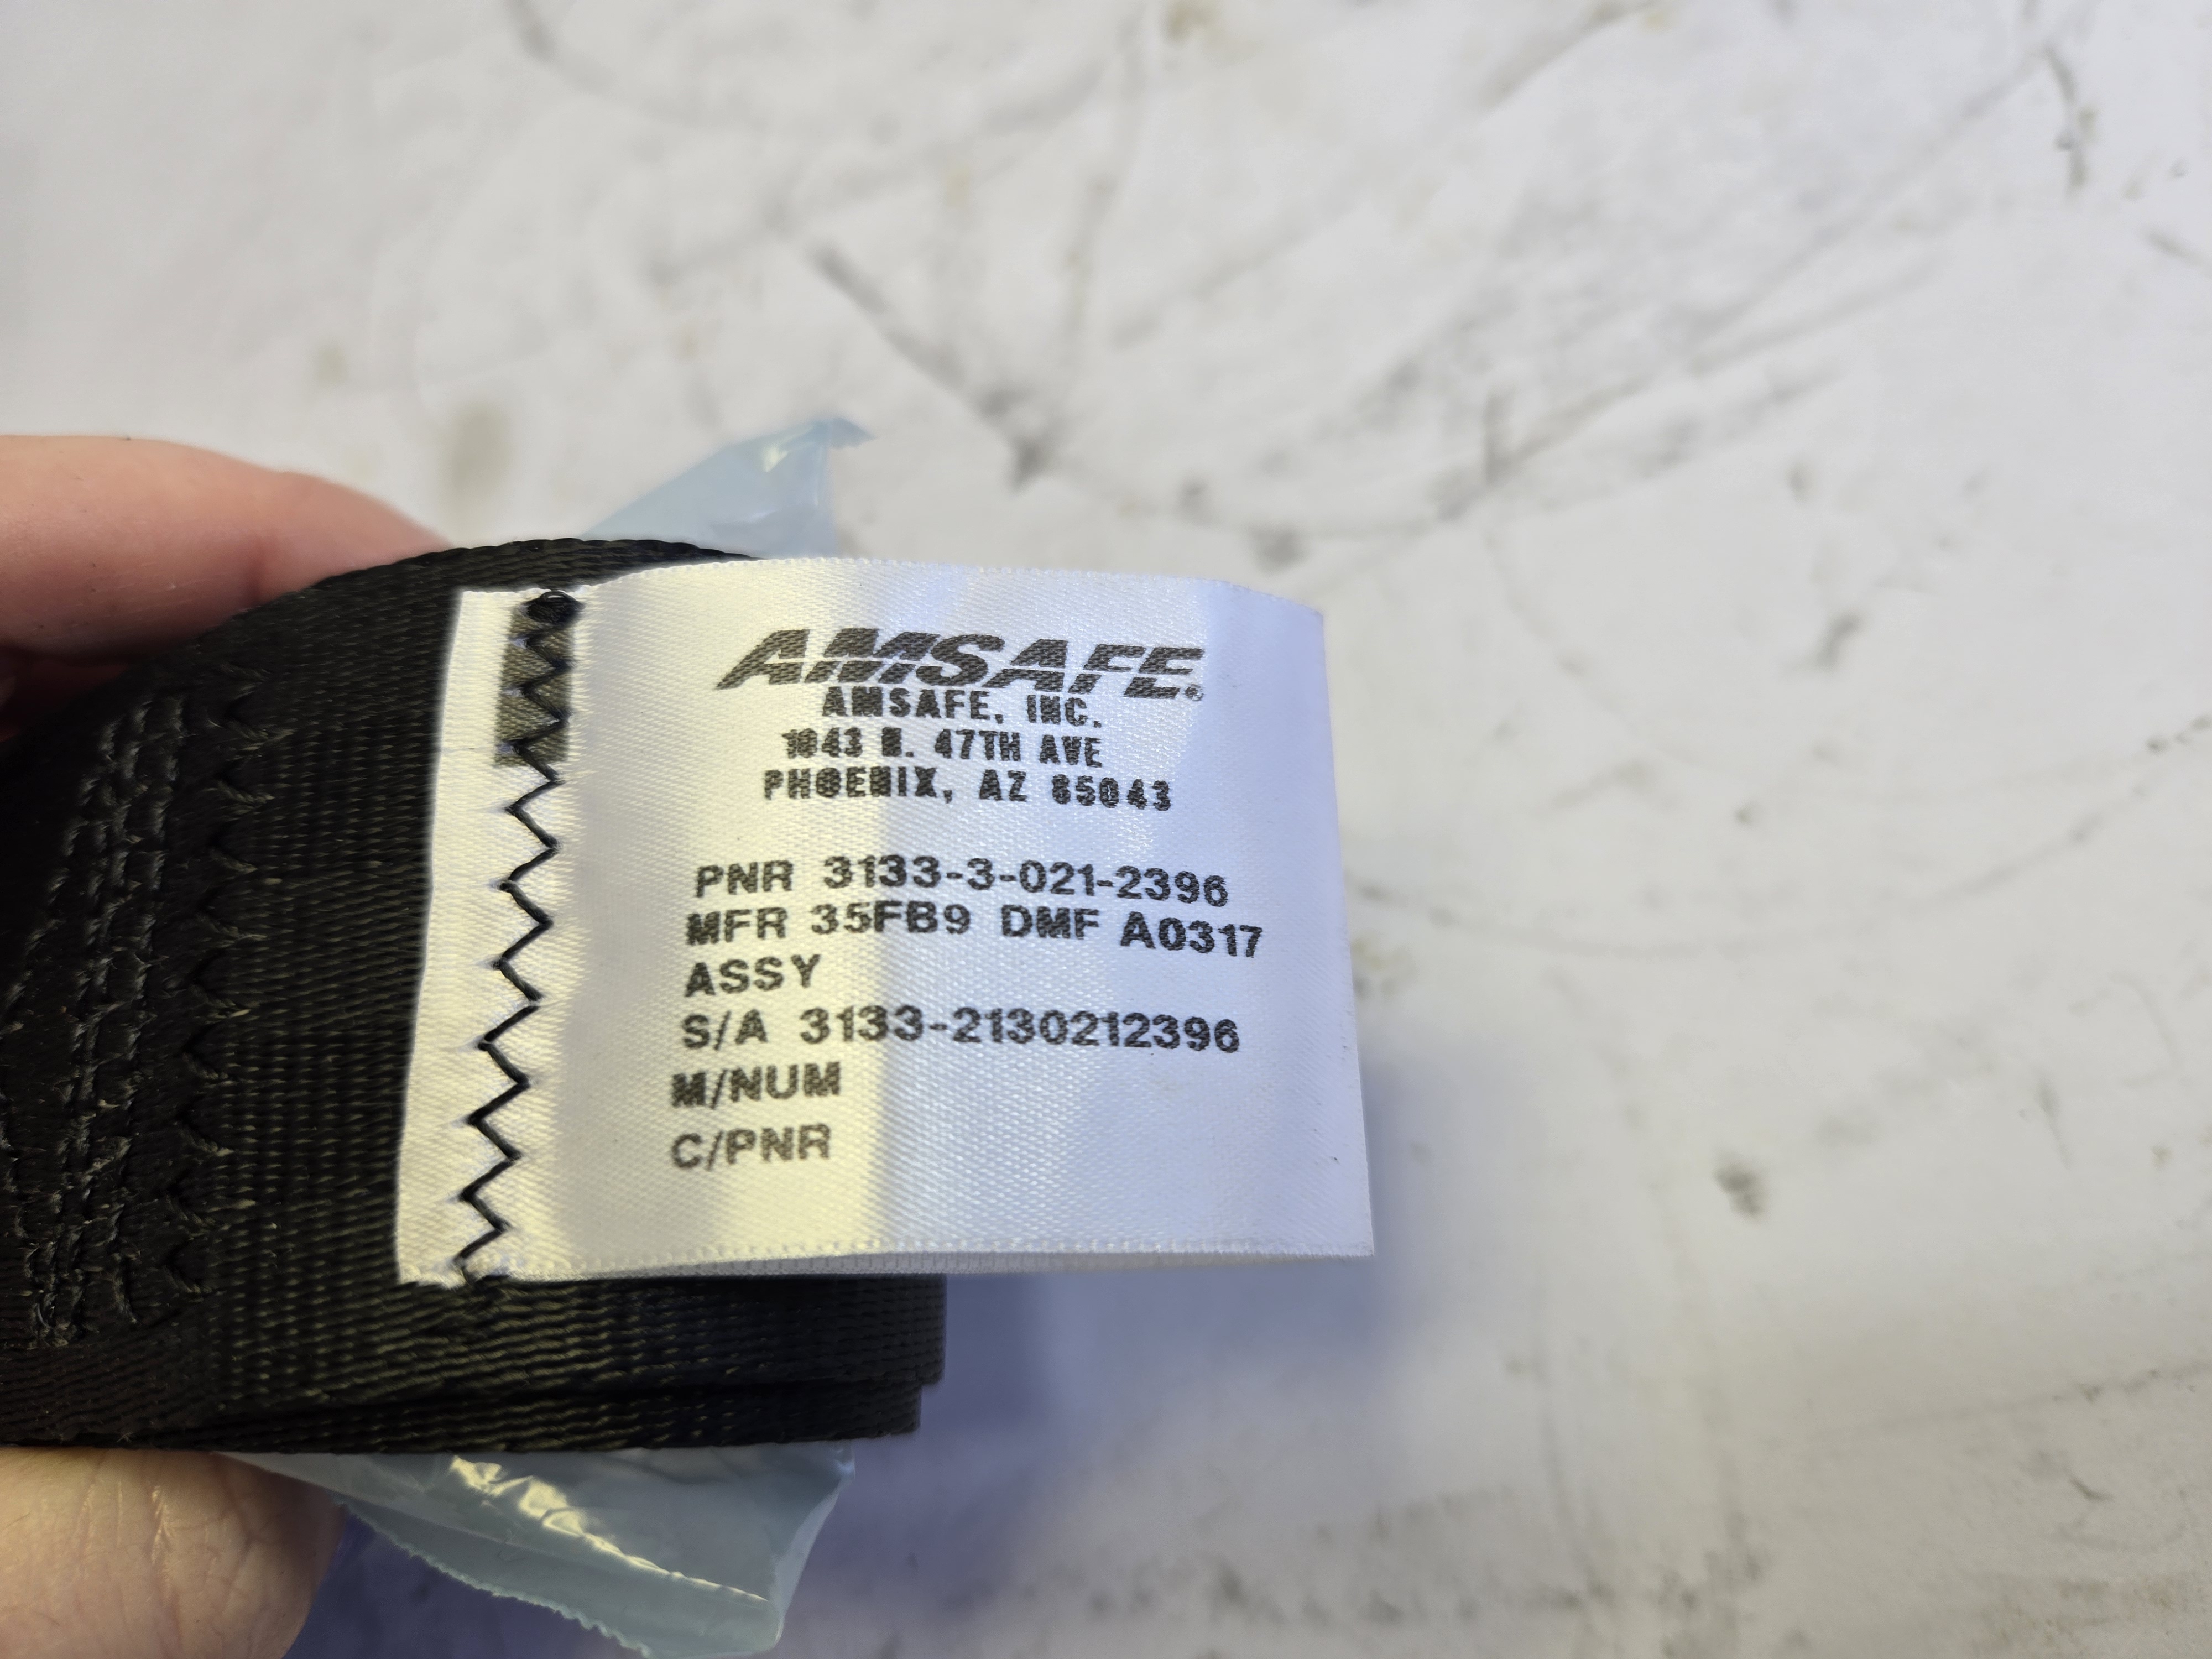 AMSAFE®
AMSAFE, INC.
1043 N. 47TH AVE
PHOENIX, AZ 85043
PNR 3133-3-021-2396
MFR 35FB9 DMF A0317
ASSY
S/A 3133-2130212396
M/NUM
C/PNR